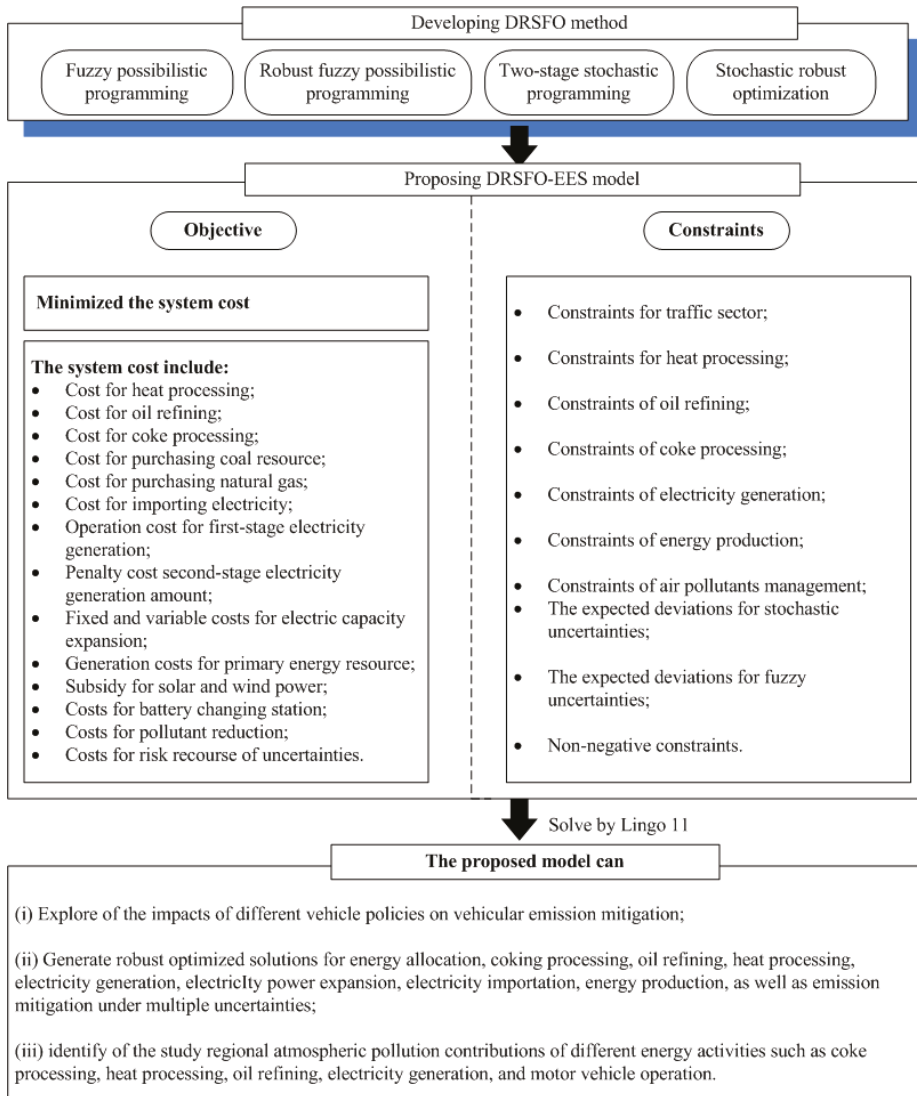 Developing DRSFO method
Fuzzy possibilistic
programming
Robust fuzzy possibilistic
programming
Two-stage stochastic
programming
Stochastic robust
optimization
Proposing DRSFO-EES model
Objective
Minimized the system cost
The system cost include:
• Cost for heat processing;
• Cost for oil refining;
• Cost for coke processing;
• Cost for purchasing coal resource;
• Cost for purchasing natural gas;
• Cost for importing electricity;
• Operation cost for first-stage electricity
generation;
• Penalty cost second-stage electricity
generation amount;
• Fixed and variable costs for electric capacity
expansion;
• Generation costs for primary energy resource;
• Subsidy for solar and wind power;
• Costs for battery changing station;
• Costs for pollutant reduction;
• Costs for risk recourse of uncertainties.
Constraints
• Constraints for traffic sector;
• Constraints for heat processing;
• Constraints of oil refining;
• Constraints of coke processing;
• Constraints of electricity generation;
• Constraints of energy production;
• Constraints of air pollutants management;
• The expected deviations for stochastic
uncertainties;
• The expected deviations for fuzzy
uncertainties;
• Non-negative constraints.
Solve by Lingo 11
The proposed model can
(i) Explore of the impacts of different vehicle policies on vehicular emission mitigation;
(ii) Generate robust optimized solutions for energy allocation, coking processing, oil refining, heat processing,
electricity generation, electricIty power expansion, electricity importation, energy production, as well as emission
mitigation under multiple uncertainties;
(iii) identify of the study regional atmospheric pollution contributions of different energy activities such as coke
processing, heat processing, oil refining, electricity generation, and motor vehicle operation.